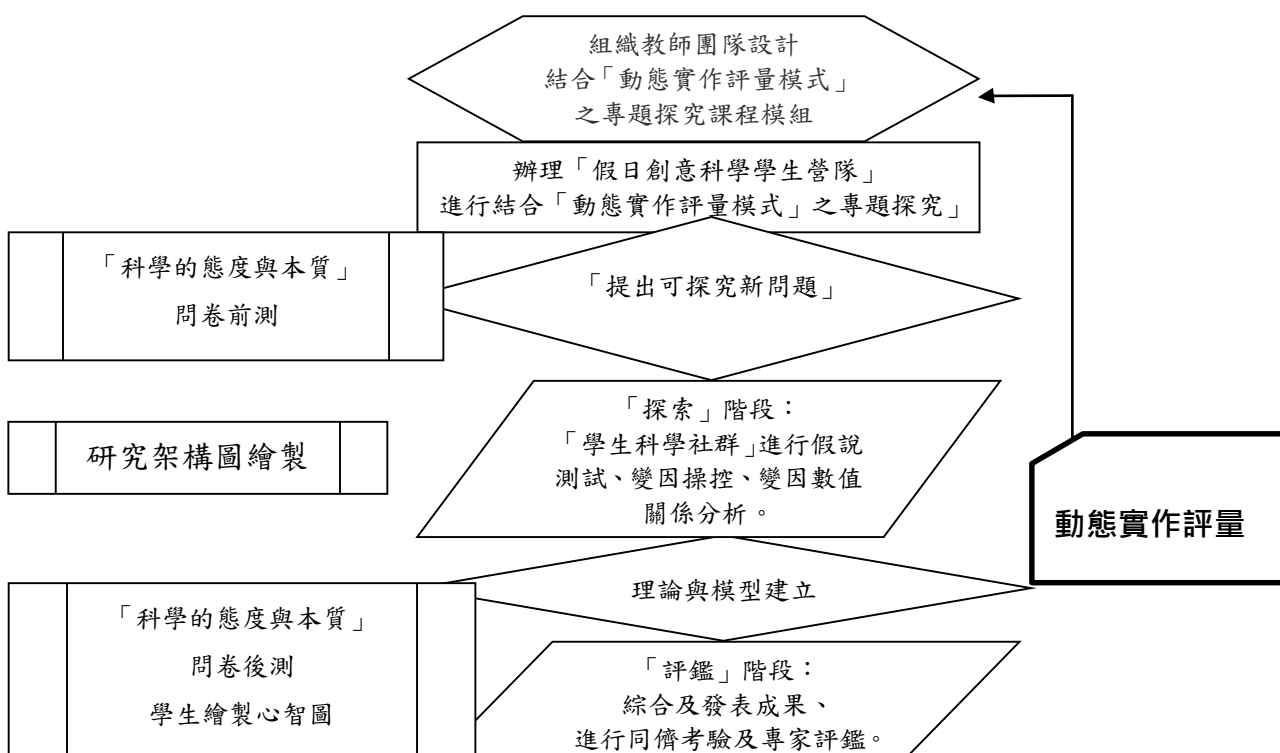 組織教師團隊設計
結合「動態實作評量模式」
之專題探究課程模組
辦理「假日創意科學學生營隊」
進行結合「動態實作評量模式」之專題探究」
「科學的態度與本質」
問卷前測
「提出可探究新問題」
「探索」階段：
「學生科學社群」進行假說
測試、變因操控、變因數值
關係分析。
研究架構圖繪製
動態實作評量
理論與模型建立
「科學的態度與本質」
問卷後測
學生繪製心智圖
「評鑑」階段：
綜合及發表成果、
進行同儕考驗及專家評鑑。